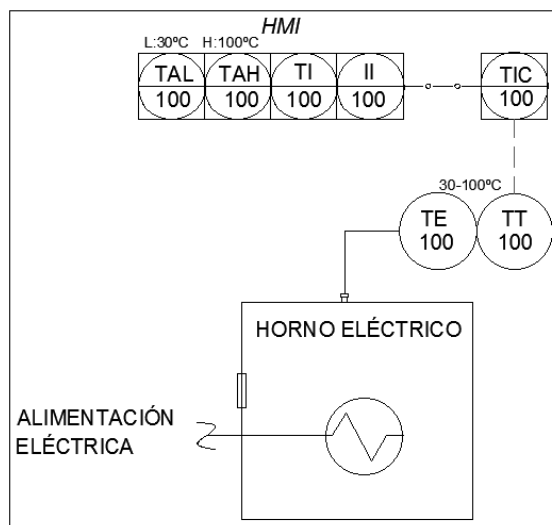 HMI
L:30ºC H:100ºC
TAL TAH TI II TIC
100 100 100 100 100
30-100ºC
TE TT
100 100
HORNO ELÉCTRICO
ALIMENTACIÓN
ELÉCTRICA